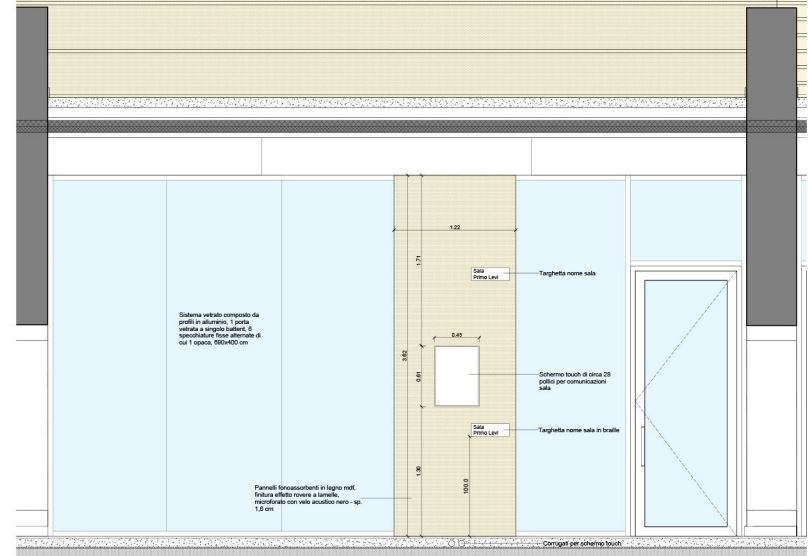 1.22
1.71
Sala
Primo Levi
Targhetta nome sala
Sistema vetrato composto da
profili in alluminio, 1 porta
vetrata a singolo battent, 6
specchiature fisse alternate di
cui 1 opaca, 690x400 cm
0.45
3.62
0.61
Schermo touch di circa 28
pollici per comunicazioni
sala
Sala
Primo Levi
Targhetta nome sala in braille
1.30
100.0
Pannelli fonoassorbenti in legno mdf,
finitura effetto rovere a lamelle,
microforato con velo acustico nero - sp.
1,6 cm
Corrugati per schermo touch